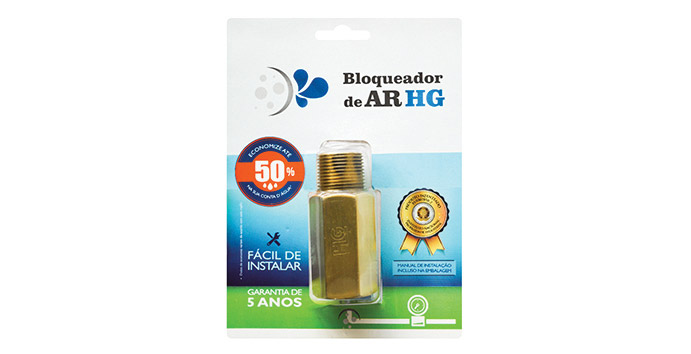 Bloqueador
de AR HG
ECONOMIZE ATÉ
50%
NA SUA CONTA D'ÁGUA*
HG
FÁCIL DE
INSTALAR
GARANTIA DE
5 ANOS
MANUAL DE INSTALAÇÃO
INCLUSO NA EMBALAGEM